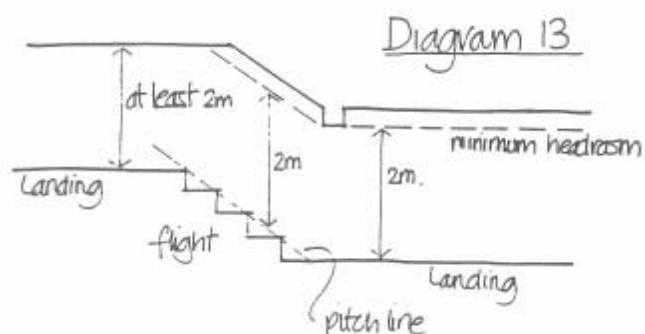 Diagram 13
at least 2m
minimum headroom
2m
2m.
Landing
flight
Landing
pitch line